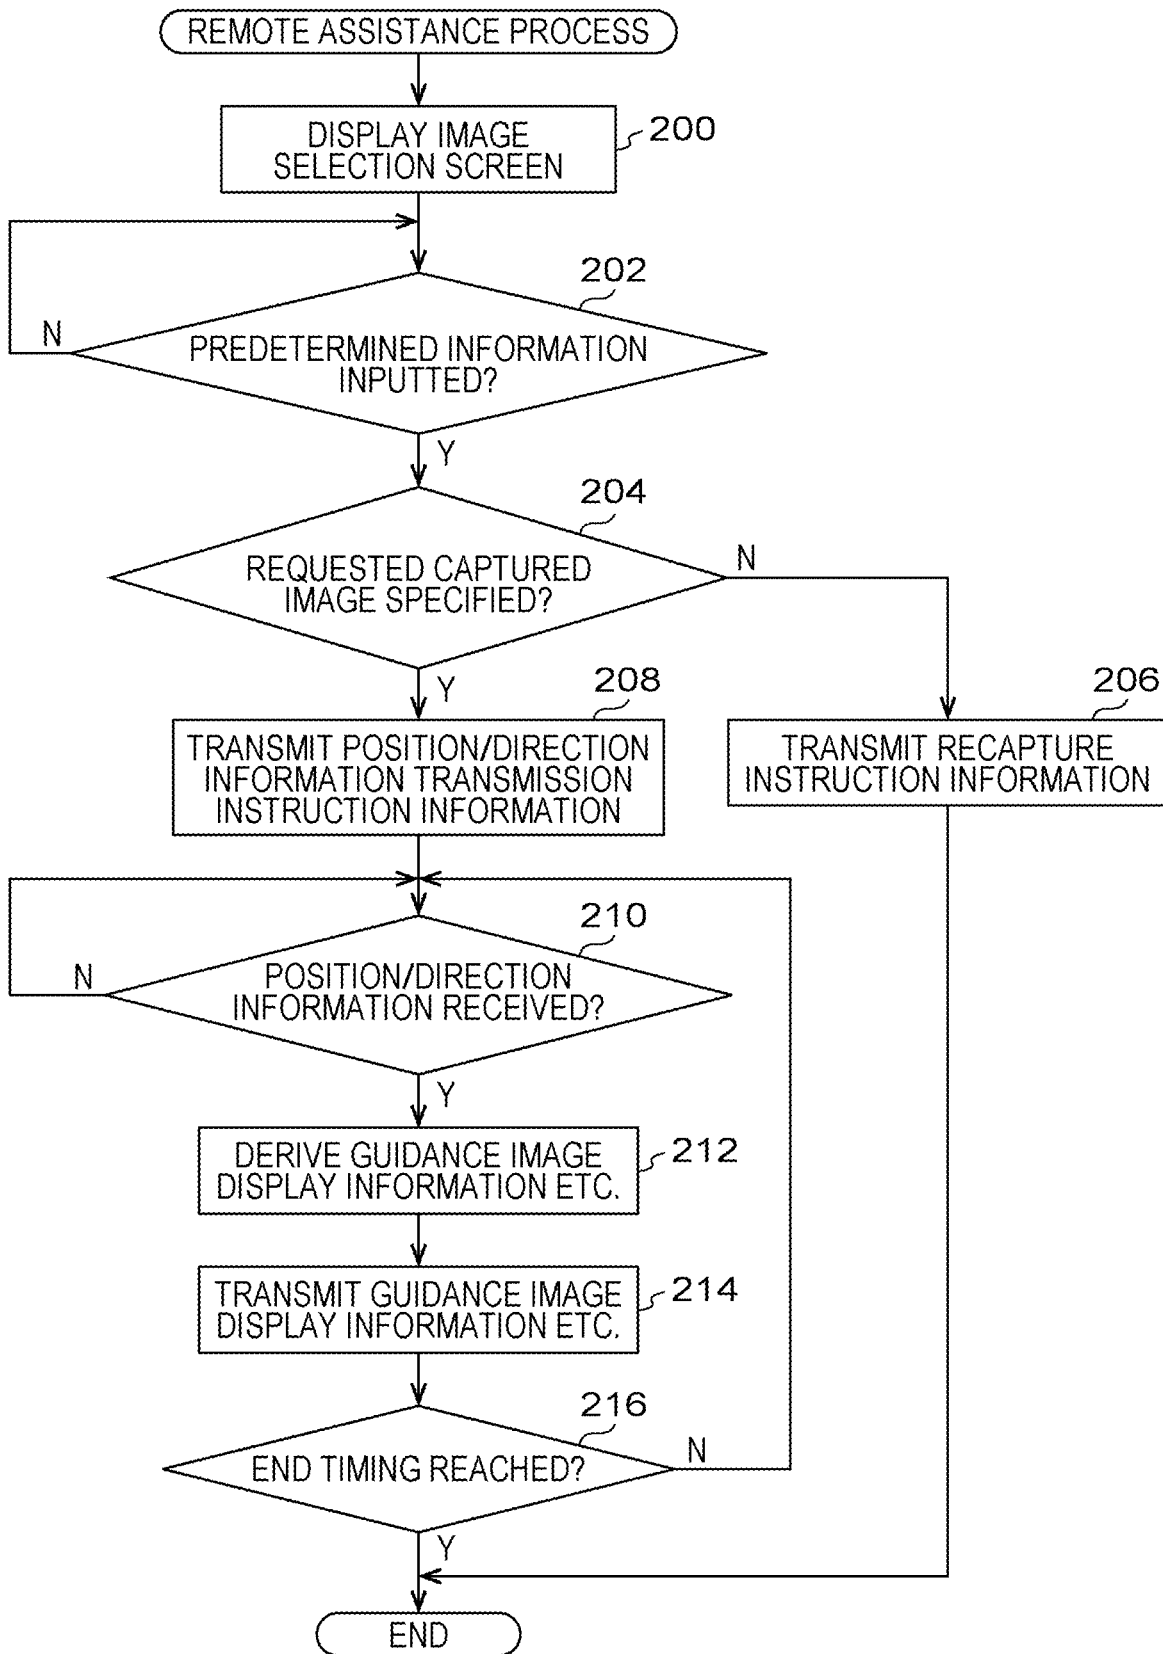 REMOTE ASSISTANCE PROCESS
DISPLAY IMAGE
SELECTION SCREEN
200
202
N
PREDETERMINED INFORMATION
INPUTTED?
Y
204
N
REQUESTED CAPTURED
IMAGE SPECIFIED?
Y
208
206
TRANSMIT POSITION/DIRECTION
INFORMATION TRANSMISSION
INSTRUCTION INFORMATION
TRANSMIT RECAPTURE
INSTRUCTION INFORMATION
210
N
POSITION/DIRECTION
INFORMATION RECEIVED?
Y
DERIVE GUIDANCE IMAGE
DISPLAY INFORMATION ETC.
212
TRANSMIT GUIDANCE IMAGE
DISPLAY INFORMATION ETC.
214
216
N
END TIMING REACHED?
Y
END